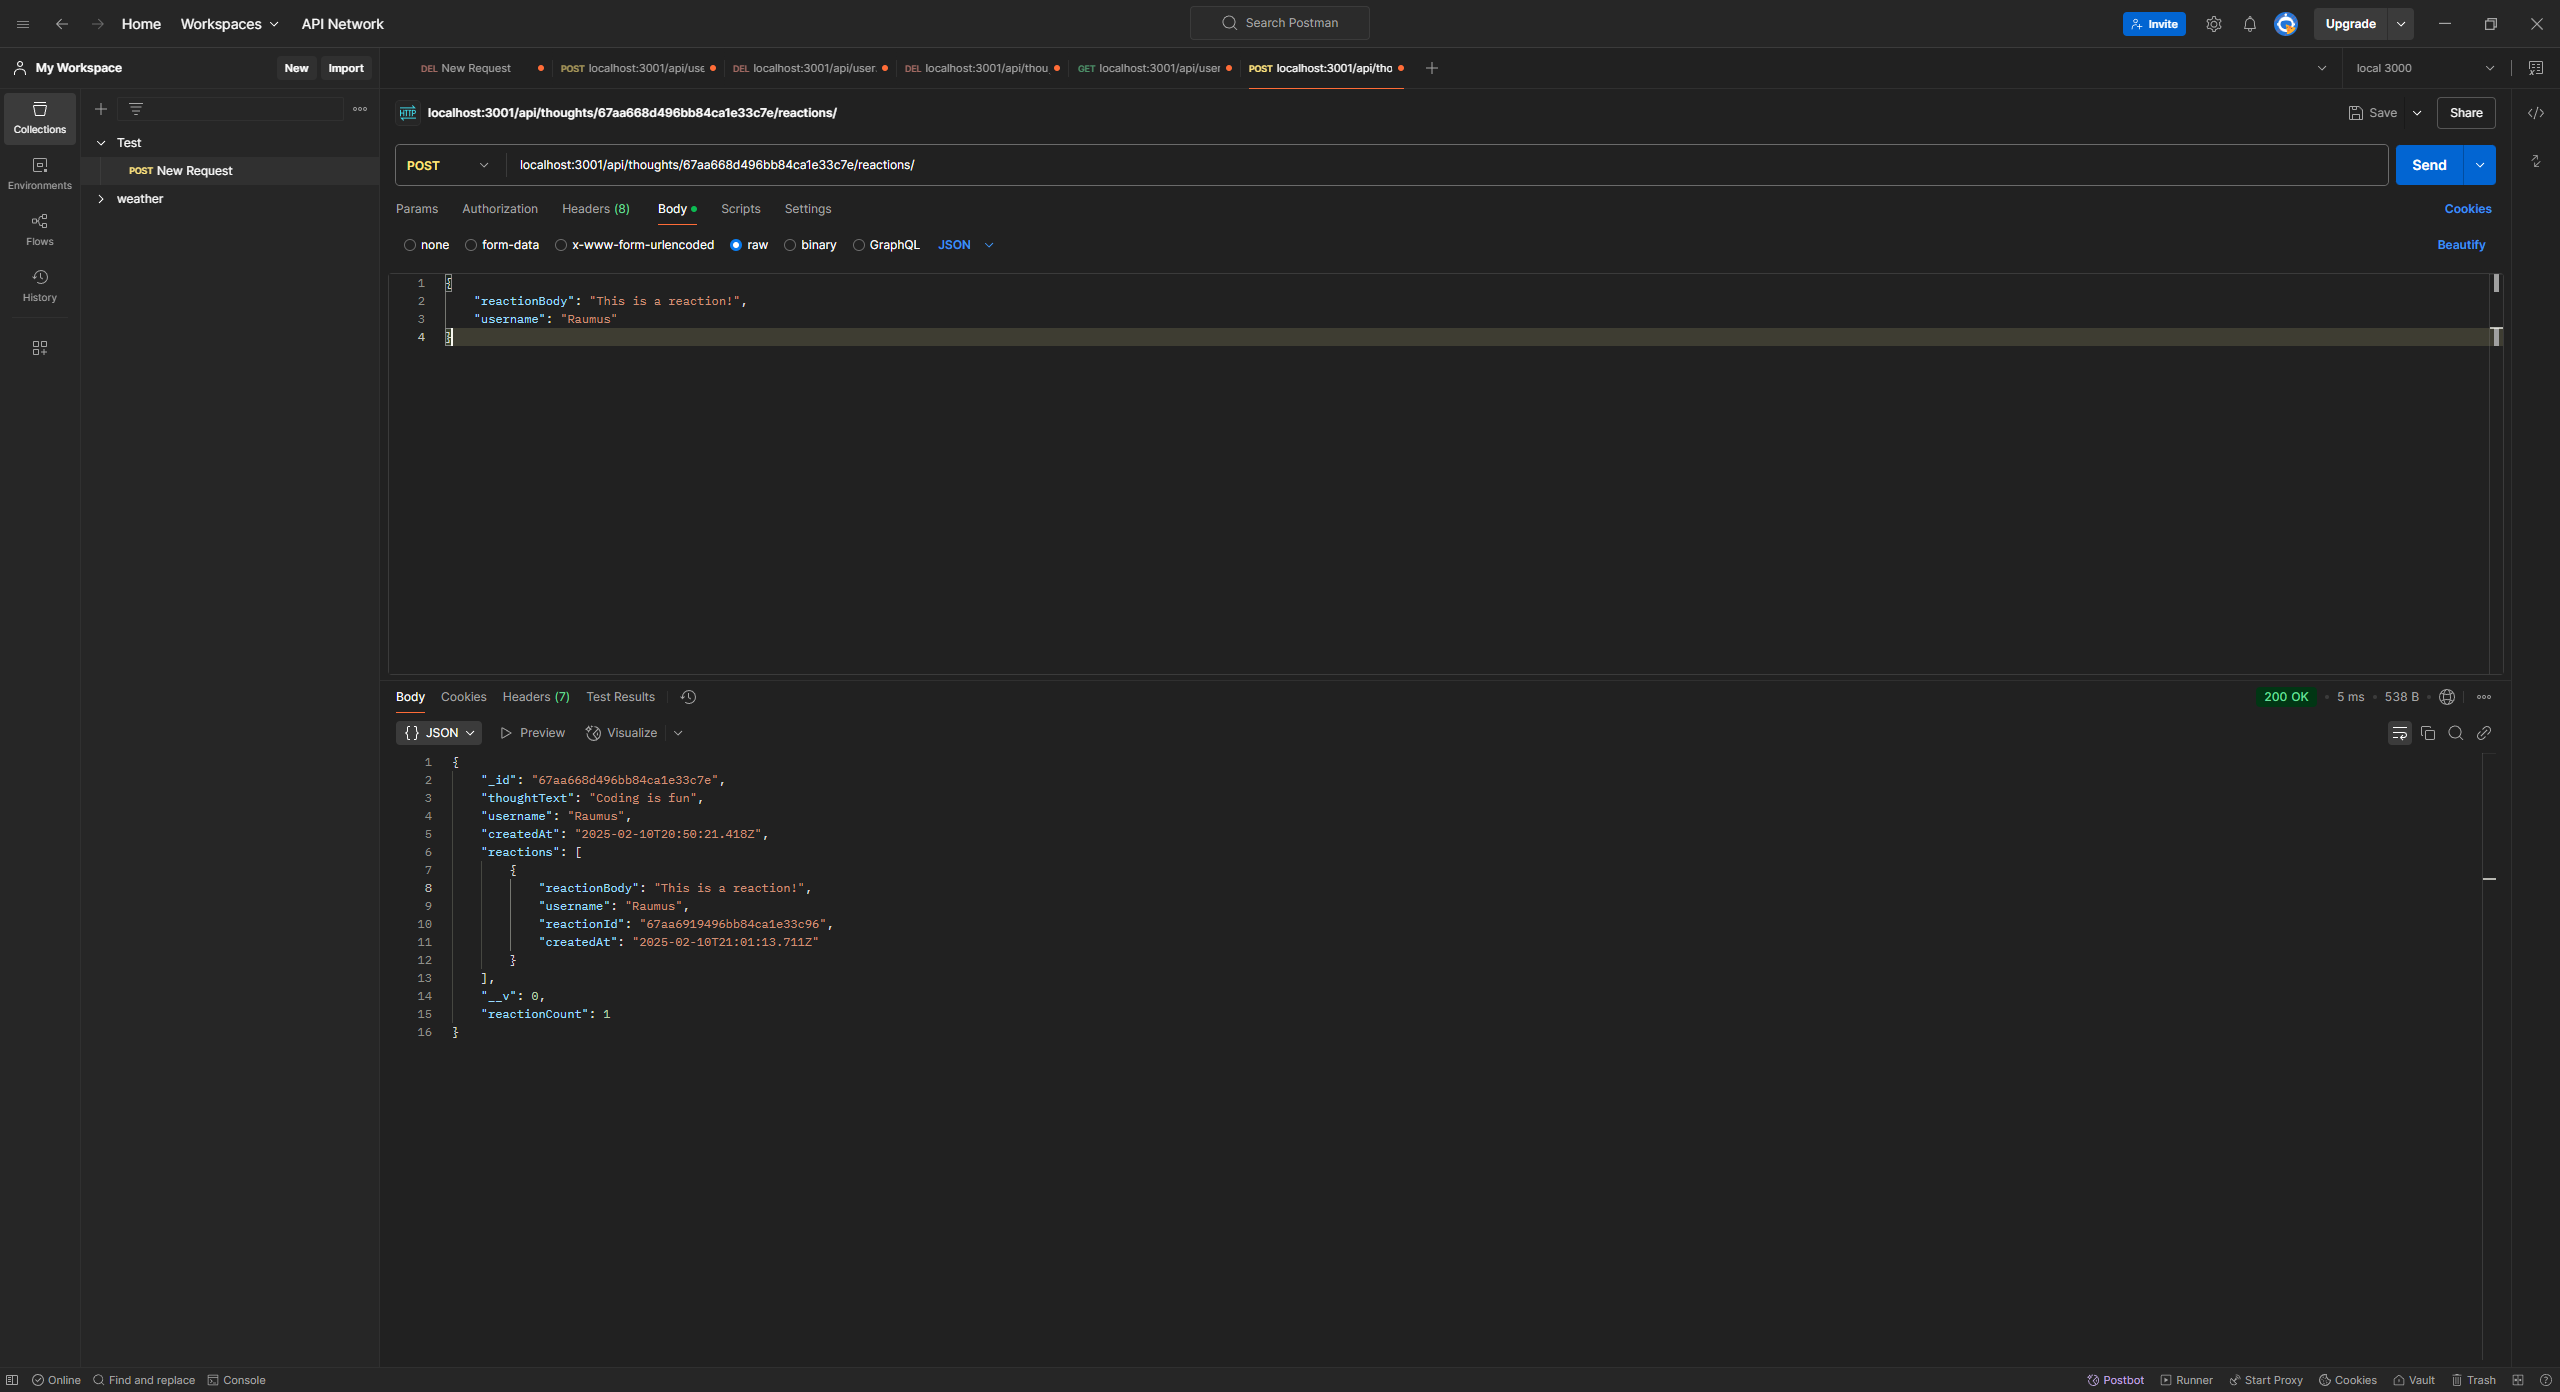 Home Workspaces API Network Search Postman Invite Upgrade
My Workspace New Import DEL New Request POST localhost:3001/api/use DEL localhost:3001/api/user. DEL localhost:3001/api/thou GET localhost:3001/api/user POST localhost:3001/api/tho local 3000
Collections
Environments
Flows
History
Test
POST New Request
weather
HTTP localhost:3001/api/thoughts/67aa668d496bb84ca1e33c7e/reactions/ Save Share
POST localhost:3001/api/thoughts/67aa668d496bb84ca1e33c7e/reactions/ Send
Params Authorization Headers (8) Body Scripts Settings Cookies
none form-data x-www-form-urlencoded raw binary GraphQL JSON Beautify
1 {
2 "reactionBody": "This is a reaction!",
3 "username": "Raumus"
4 }
Body Cookies Headers (7) Test Results 200 OK 5 ms 538 B
{} JSON Preview Visualize
1 {
2 "_id": "67aa668d496bb84ca1e33c7e",
3 "thoughtText": "Coding is fun",
4 "username": "Raumus",
5 "createdAt": "2025-02-10T20:50:21.418Z",
6 "reactions": [
7 {
8 "reactionBody": "This is a reaction!",
9 "username": "Raumus",
10 "reactionId": "67aa6919496bb84ca1e33c96",
11 "createdAt": "2025-02-10T21:01:13.711Z"
12 }
13 ],
14 "__v": 0,
15 "reactionCount": 1
16 }
Online Find and replace Console Postbot Runner Start Proxy Cookies Vault Trash